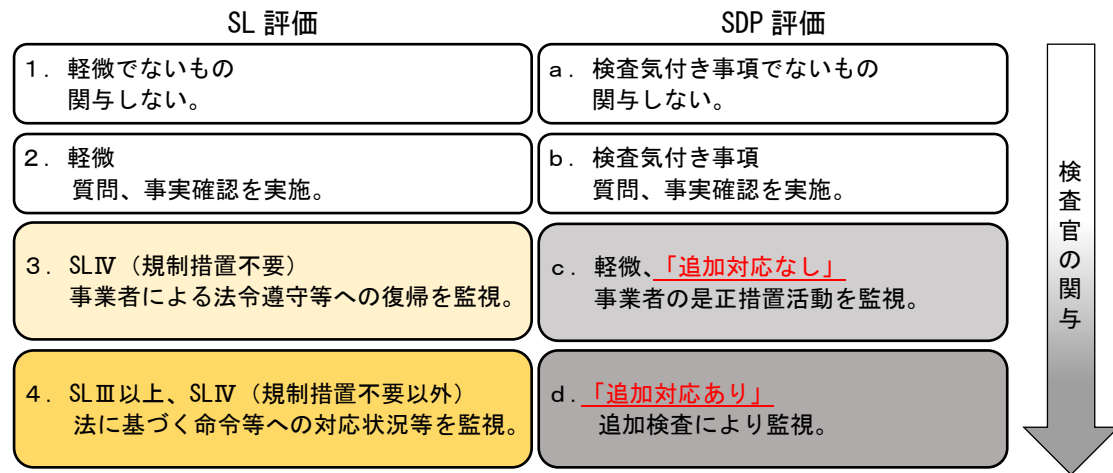 SL 評価
1. 軽微でないもの
関与しない。
2. 軽微
質問、事実確認を実施。
3. SLⅣ（規制措置不要）
事業者による法令遵守等への復帰を監視。
4. SLⅢ以上、SLⅣ（規制措置不要以外）
法に基づく命令等への対応状況等を監視。
SDP 評価
a. 検査気付き事項でないもの
関与しない。
b. 検査気付き事項
質問、事実確認を実施。
c. 軽微、「追加対応なし」
事業者の是正措置活動を監視。
d. 「追加対応あり」
追加検査により監視。
検査官の関与